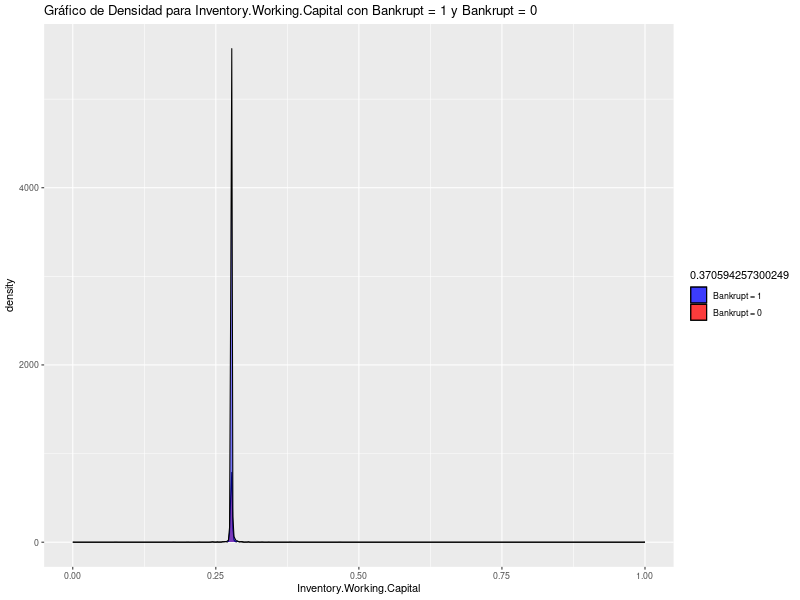 Gráfico de Densidad para Inventory.Working.Capital con Bankrupt = 1 y Bankrupt = 0
density
4000
2000
0
0.00 0.25 0.50 0.75 1.00
Inventory.Working.Capital
0.370594257300249
Bankrupt = 1
Bankrupt = 0